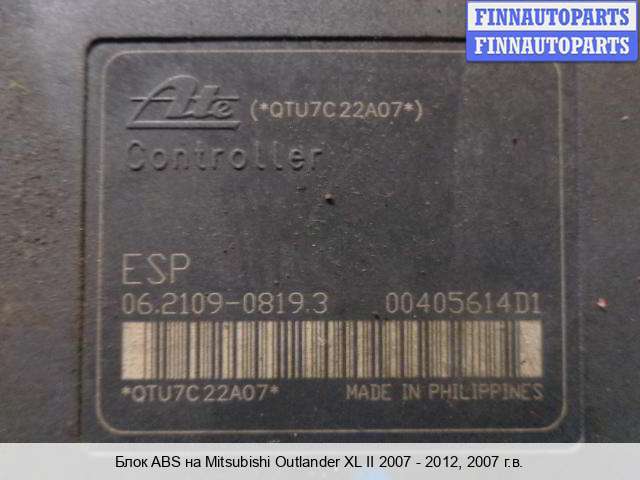 FINNAUTOPARTS
FINNAUTOPARTS
Ate (*QTU7C22A07*)
Controller
ESP
06.2109-0819.3 00405614D1
*QTU7C22A07* MADE IN PHILIPPINES
Блок ABS на Mitsubishi Outlander XL II 2007 - 2012, 2007 г.в.